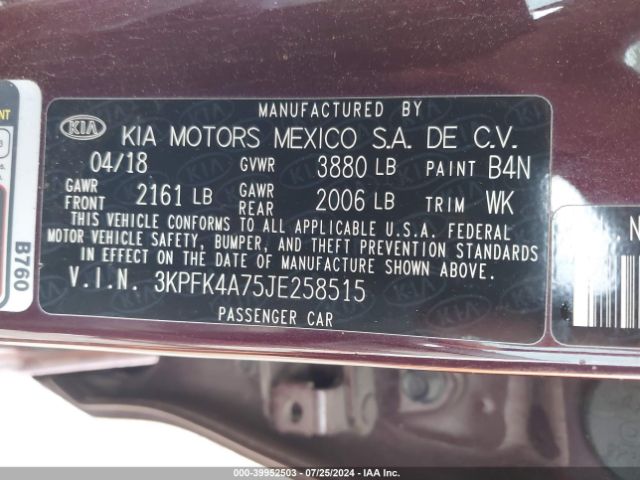 MANUFACTURED BY
KIA KIA MOTORS MEXICO S.A. DE C.V.
04/18 GVWR 3880 LB PAINT B4N
GAWR FRONT 2161 LB GAWR REAR 2006 LB TRIM WK
THIS VEHICLE CONFORMS TO ALL APPLICABLE U.S.A. FEDERAL
MOTOR VEHICLE SAFETY, BUMPER, AND THEFT PREVENTION STANDARDS
IN EFFECT ON THE DATE OF MANUFACTURE SHOWN ABOVE.
V.I.N. 3KPFK4A75JE258515
PASSENGER CAR
B760
000-39952503 | 07/25/2024 | COPART